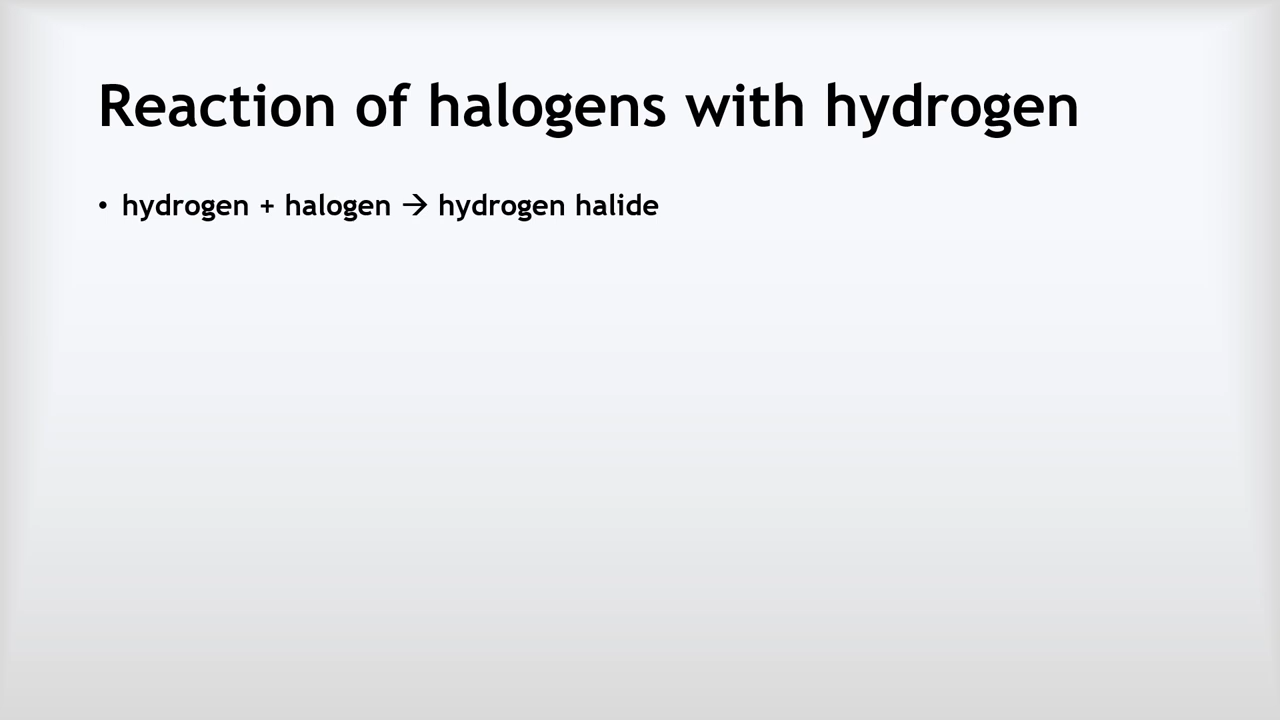 Reaction of halogens with hydrogen
• hydrogen + halogen → hydrogen halide